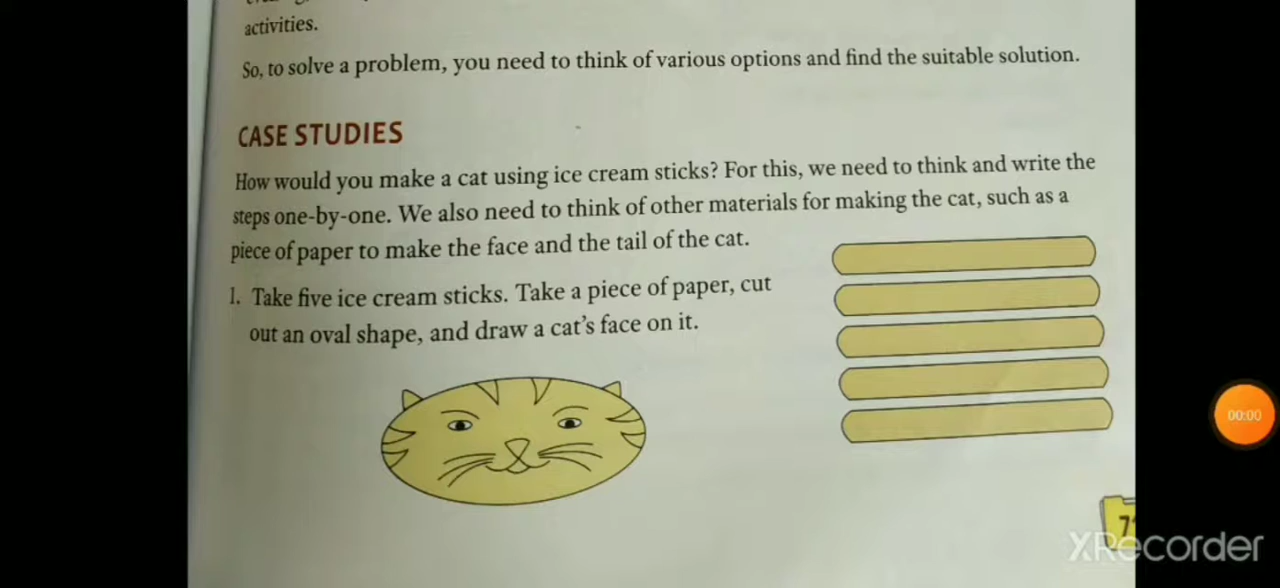 activities.
So, to solve a problem, you need to think of various options and find the suitable solution.
CASE STUDIES
How would you make a cat using ice cream sticks? For this, we need to think and write the
steps one-by-one. We also need to think of other materials for making the cat, such as a
piece of paper to make the face and the tail of the cat.
1. Take five ice cream sticks. Take a piece of paper, cut
out an oval shape, and draw a cat's face on it.
00:00
XRecorder